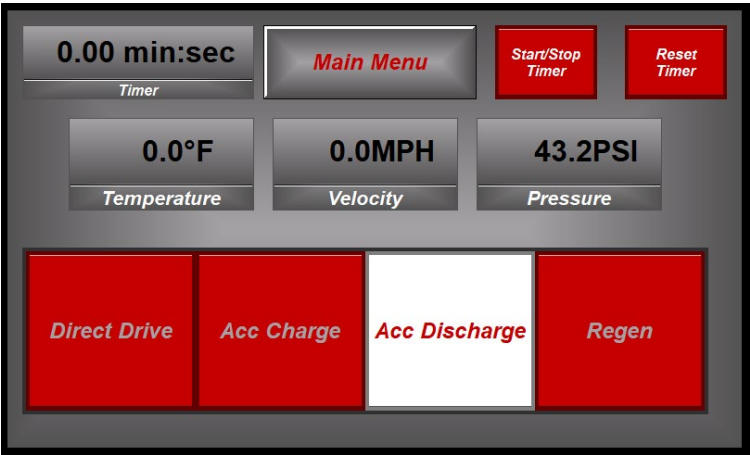 0.00 min:sec
Timer
Main Menu
Start/Stop
Timer
Reset
Timer
0.0°F
Temperature
0.0MPH
Velocity
43.2PSI
Pressure
Direct Drive
Acc Charge
Acc Discharge
Regen